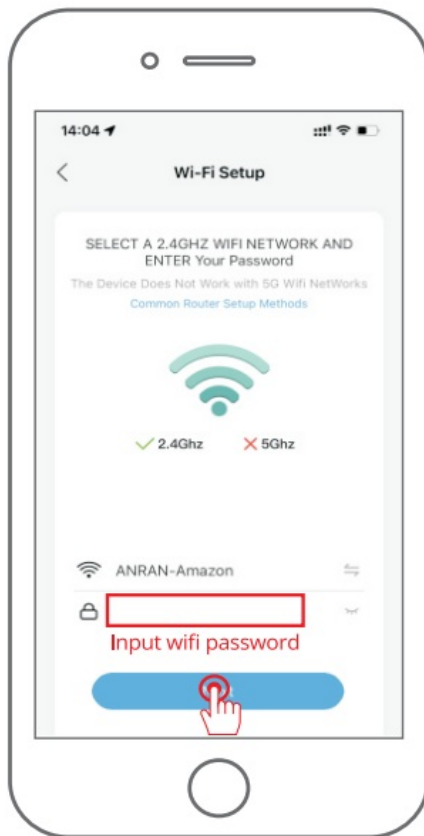 14:04
Wi-Fi Setup
SELECT A 2.4GHZ WIFI NETWORK AND
ENTER Your Password
The Device Does Not Work with 5G Wifi NetWorks
Common Router Setup Methods
2.4Ghz
5Ghz
ANRAN-Amazon
Input wifi password